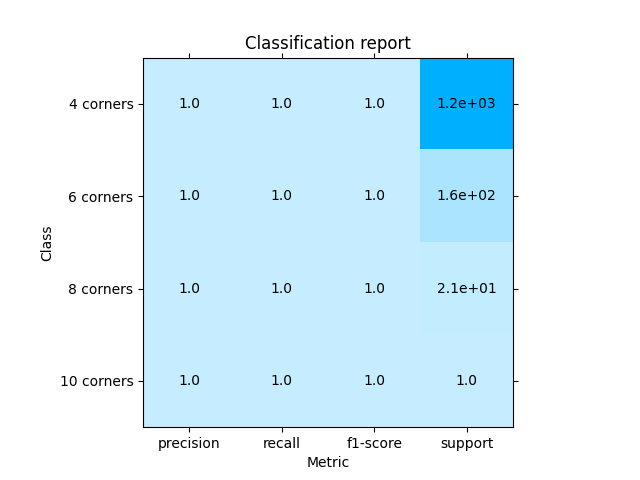 Classification report
4 corners 1.0 1.0 1.0 1.2e+03
6 corners 1.0 1.0 1.0 1.6e+02
8 corners 1.0 1.0 1.0 2.1e+01
10 corners 1.0 1.0 1.0 1.0
Class
precision recall f1-score support
Metric